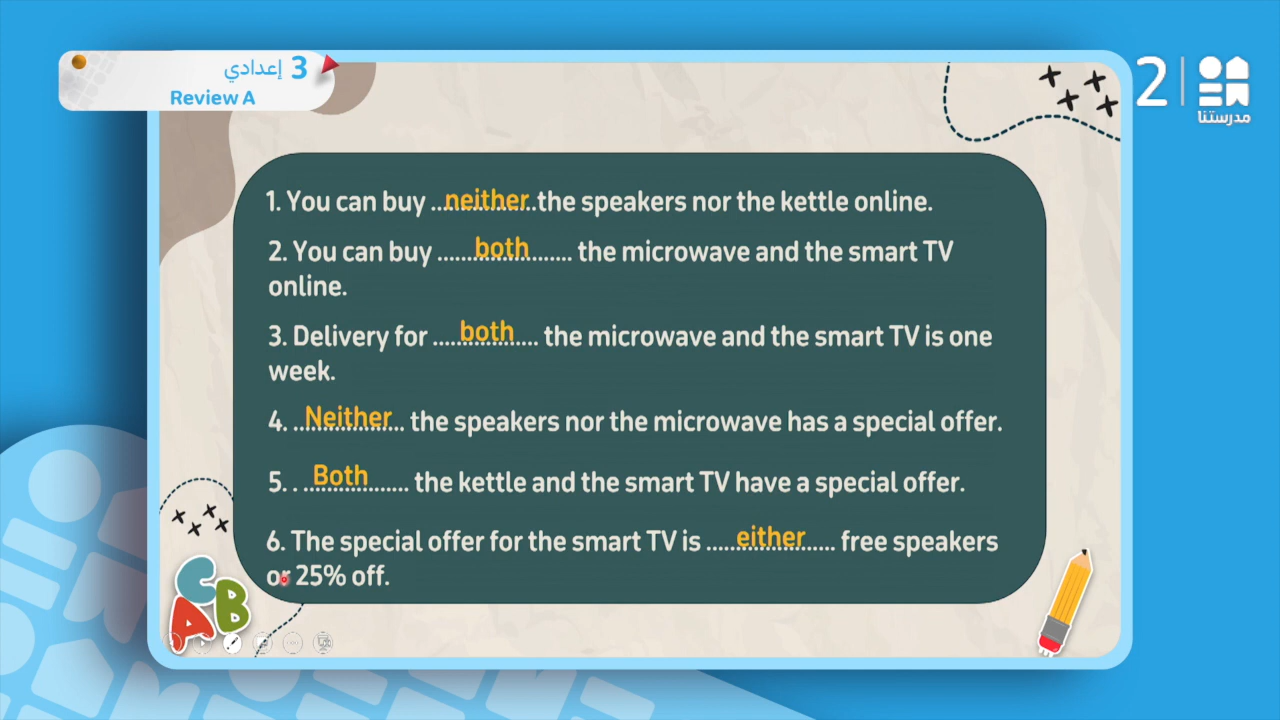 3 إعدادي
Review A
2
مدرستنا
1. You can buy ...neither..the speakers nor the kettle online.
2. You can buy ......both....... the microwave and the smart TV
online.
3. Delivery for .....both.... the microwave and the smart TV is one
week.
4. ..Neither... the speakers nor the microwave has a special offer.
5. . .Both....... the kettle and the smart TV have a special offer.
6. The special offer for the smart TV is .....either..... free speakers
or 25% off.
A
B
C